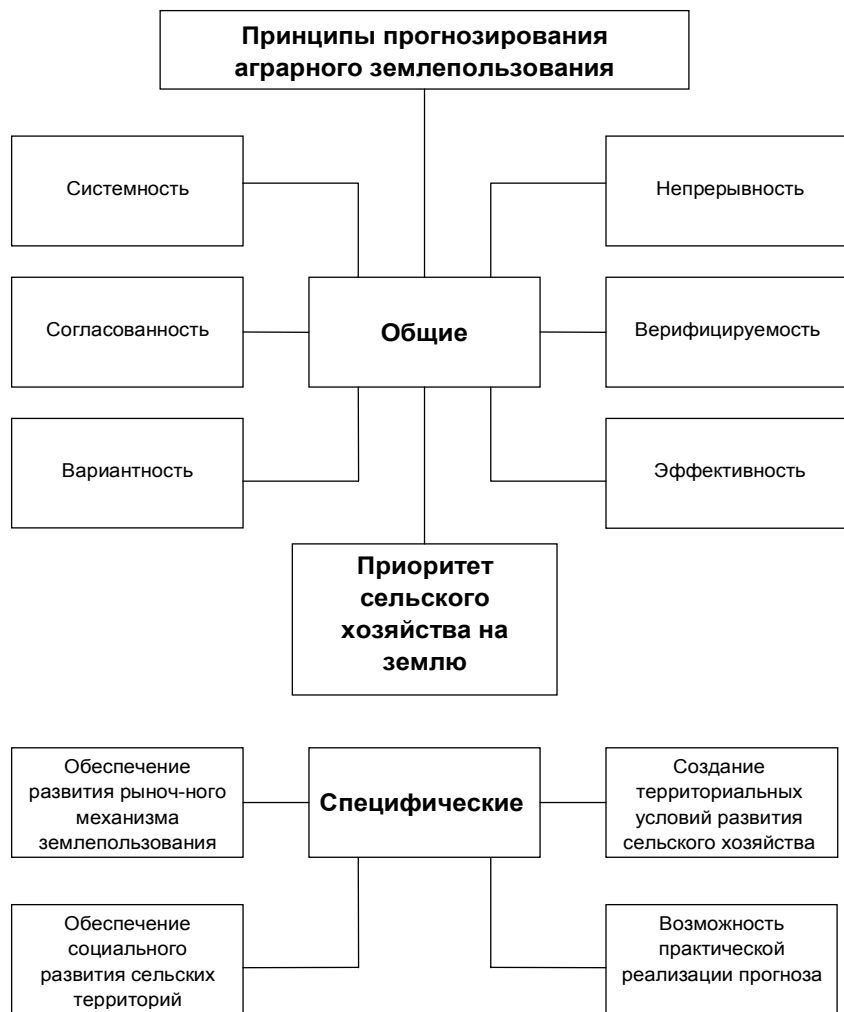 Принципы прогнозирования
аграрного землепользования
Системность
Непрерывность
Согласованность
Общие
Верифицируемость
Вариантность
Эффективность
Приоритет
сельского
хозяйства на
землю
Обеспечение
развития рыноч-ного
механизма
землепользования
Специфические
Создание
территориальных
условий развития
сельского хозяйства
Обеспечение
социального
развития сельских
территорий
Возможность
практической
реализации прогноза